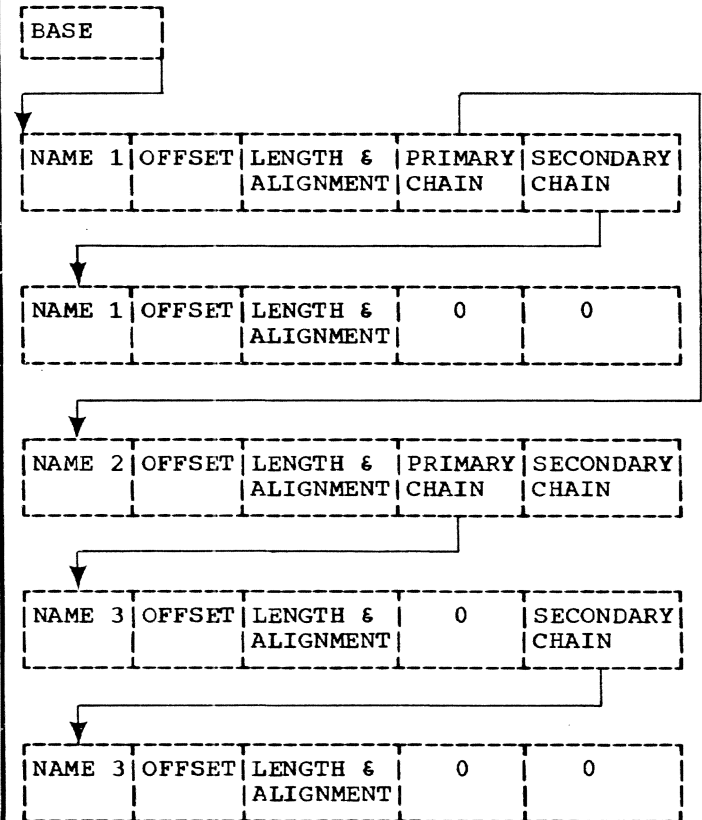 BASE
NAME 1 OFFSET LENGTH & PRIMARY SECONDARY
ALIGNMENT CHAIN CHAIN
NAME 1 OFFSET LENGTH & 0 0
ALIGNMENT
NAME 2 OFFSET LENGTH & PRIMARY SECONDARY
ALIGNMENT CHAIN CHAIN
NAME 3 OFFSET LENGTH & 0 SECONDARY
ALIGNMENT CHAIN
NAME 3 OFFSET LENGTH & 0 0
ALIGNMENT